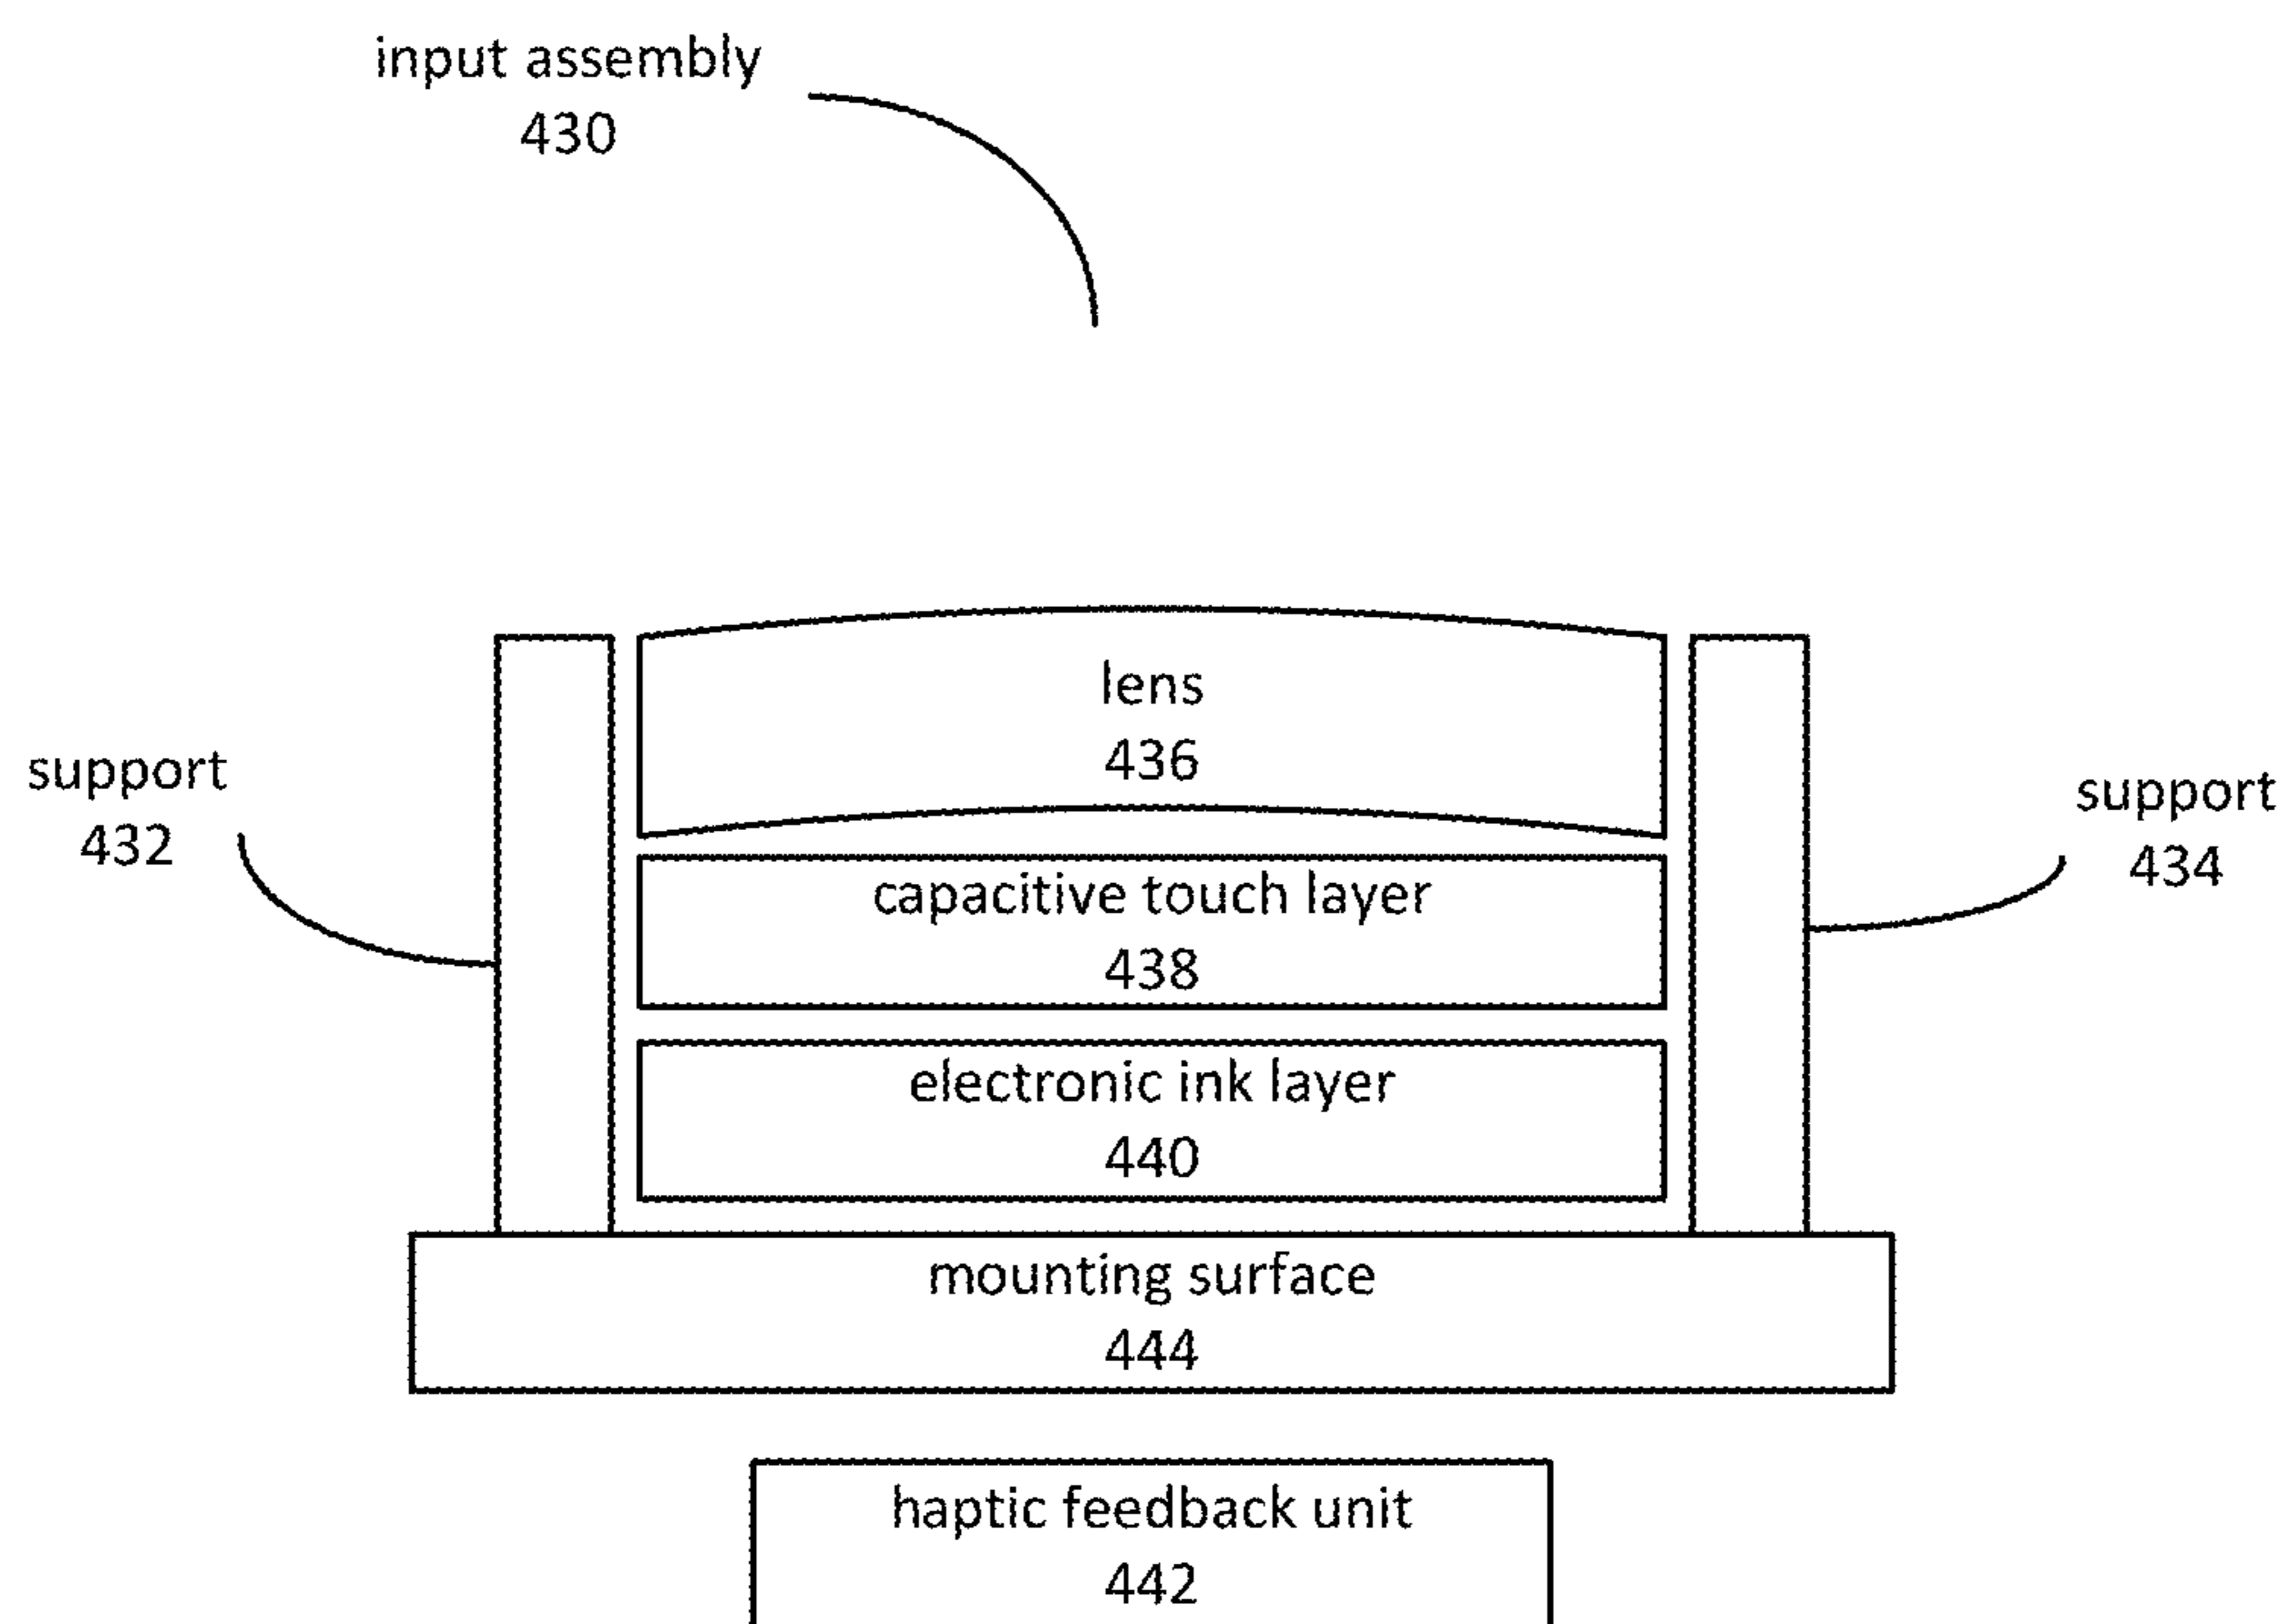 input assembly
430
lens
436
support
432
support
434
capacitive touch layer
438
electronic ink layer
440
mounting surface
444
haptic feedback unit
442